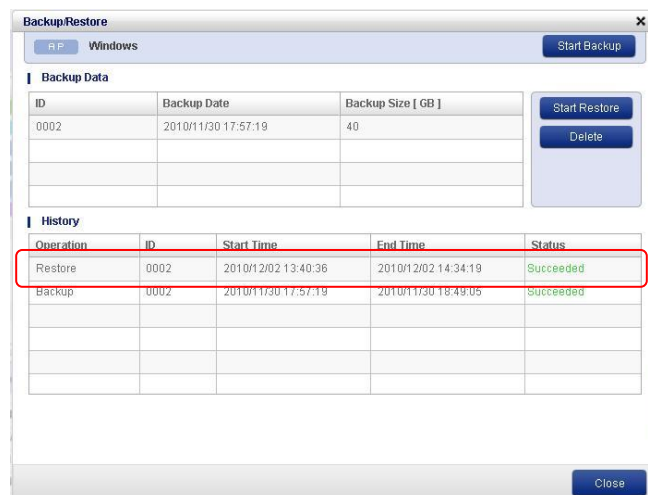 Backup/Restore
AP Windows Start Backup
Backup Data
ID Backup Date Backup Size [ GB ]
0002 2010/11/30 17:57:19 40
Start Restore
Delete
History
Operation ID Start Time End Time Status
Restore 0002 2010/12/02 13:40:36 2010/12/02 14:34:19 Succeeded
Backup 0002 2010/11/30 17:57:19 2010/11/30 18:49:05 Succeeded
Close